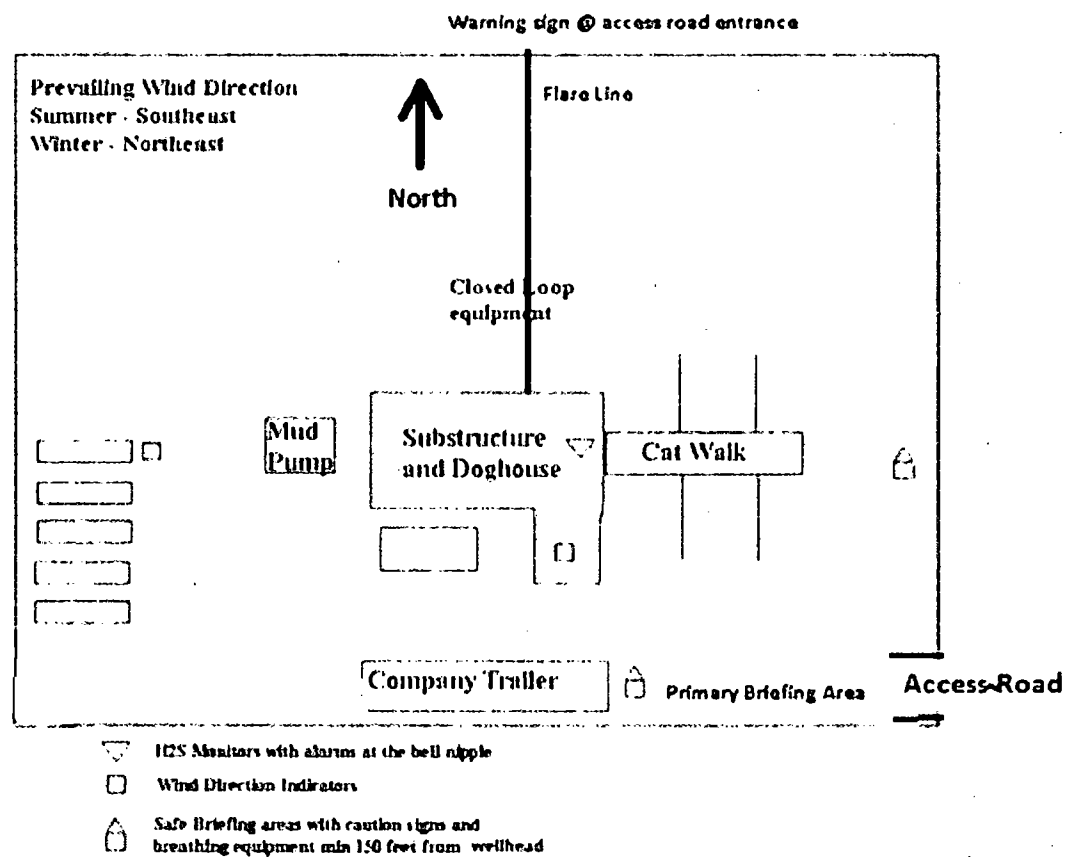 Warning sign @ access road entrance
Prevailing Wind Direction
Summer - Southeast
Winter - Northeast
Flare Line
North
Closed Loop
equipment
Mud
Pump
Substructure
and Doghouse
Cat Walk
Company Trailer
Primary Briefing Area
Access Road
H2S Monitors with alarms at the bell nipple
Wind Direction Indicators
Safe Briefing areas with caution signs and
breathing equipment min 150 feet from wellhead